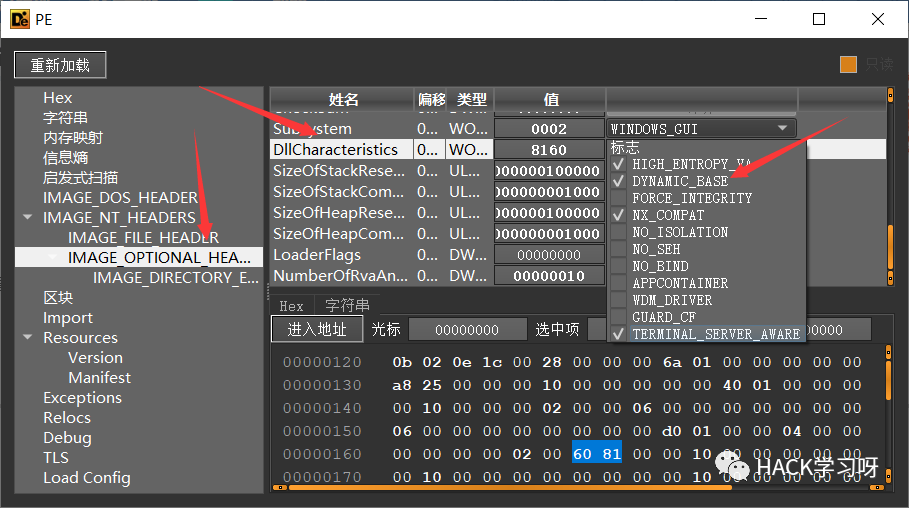 PE
重新加载
只读
Hex
字符串
内存映射
信息熵
启发式扫描
IMAGE_DOS_HEADER
IMAGE_NT_HEADERS
IMAGE_FILE_HEADER
IMAGE_OPTIONAL_HEA...
IMAGE_DIRECTORY_E...
区块
Import
Resources
Version
Manifest
Exceptions
Relocs
Debug
TLS
Load Config
姓名 偏移 类型 值
Subsystem 0... WO... 0002 WINDOWS_GUI
DllCharacteristics 0... WO... 8160 标志
SizeOfStackRese... 0... UL... 000000100000
SizeOfStackCom... 0... UL... 000000001000
SizeOfHeapRese... 0... UL... 000000100000
SizeOfHeapCom... 0... UL... 000000001000
LoaderFlags 0... DW... 00000000
NumberOfRvaAn... 0... DW... 00000010
HIGH_ENTROPY_VA
DYNAMIC_BASE
FORCE_INTEGRITY
NX_COMPAT
NO_ISOLATION
NO_SEH
NO_BIND
APPCONTAINER
WDM_DRIVER
GUARD_CF
TERMINAL_SERVER_AWARE
Hex 字符串
进入地址 光标 00000000 选中项 0000
00000120 0b 02 0e 1c 00 28 00 00 00 6a 01 00 00 00 00 00
00000130 a8 25 00 00 00 10 00 00 00 00 00 40 01 00 00 00
00000140 00 10 00 00 00 02 00 00 06 00 00 00 00 00 00 00
00000150 06 00 00 00 00 00 00 00 00 d0 01 00 00 04 00 00
00000160 00 00 00 00 02 00 60 81 00 00 10 00
00000170 00 10 00 00 00 00 00 00 00 00 10 00
HACK学习呀